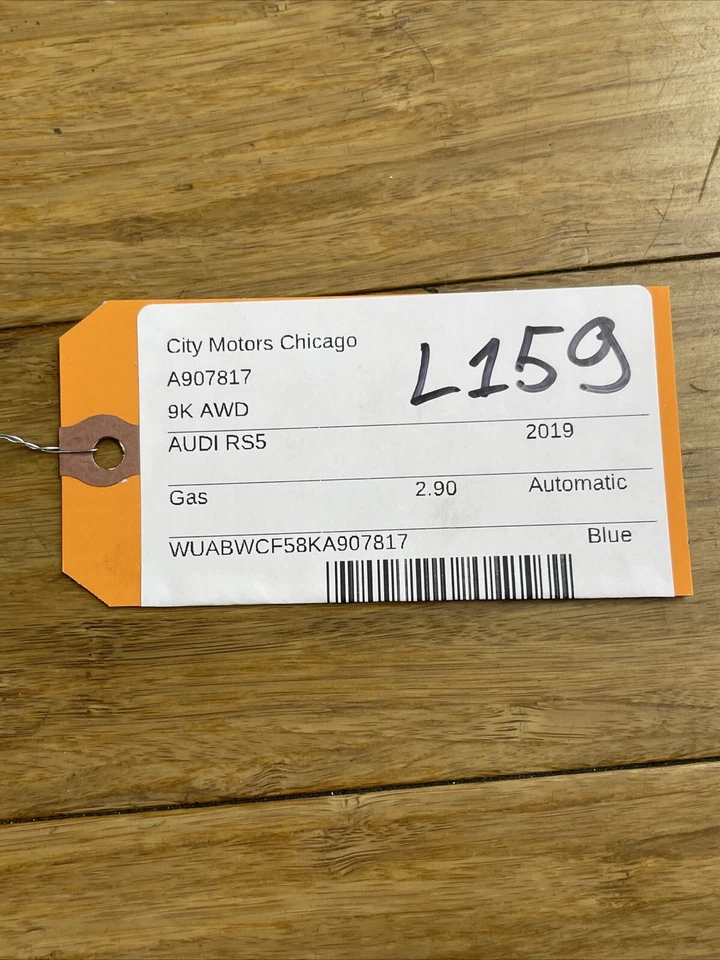 City Motors Chicago
L159
A907817
9K AWD
AUDI RS5 2019
Gas 2.90 Automatic
WUABWCF58KA907817 Blue